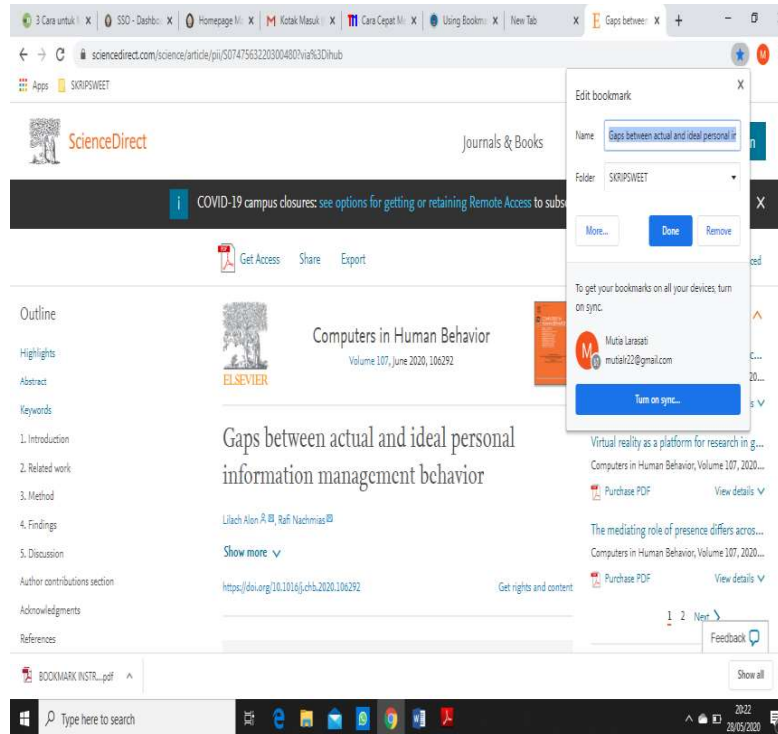 3 Cara untuk
SSO - Dashbo
Homepage M
Kotak Masuk
Cara Cepat M
Using Bookm
New Tab
Gaps between
sciencedirect.com/science/article/pii/S0747563220300480?via%3Dihub
M
Apps
SKRIPSWEET
Edit bookmark
X
Name
Gaps between actual and ideal personal in
Folder
SKRIPSWEET
More...
Done
Remove
To get your bookmarks on all your devices, turn
on sync.
M
Mutia Larasati
mutialr22@gmail.com
Turn on sync...
ScienceDirect
Journals & Books
n
i
COVID-19 campus closures: see options for getting or retaining Remote Access to subs
X
PDF
Get Access
Share
Export
ced
Outline
Highlights
Abstract
Keywords
1. Introduction
2. Related work
3. Method
4. Findings
5. Discussion
Author contributions section
Acknowledgments
References
ELSEVIER
Computers in Human Behavior
Volume 107, June 2020, 106292
Gaps between actual and ideal personal
information management behavior
Lilach Alon, Rafi Nachmias
Show more
https://doi.org/10.1016/j.chb.2020.106292
Get rights and content
c...
20...
s
Virtual reality as a platform for research in g...
Computers in Human Behavior, Volume 107, 2020...
Purchase PDF
View details
The mediating role of presence differs acros...
Computers in Human Behavior, Volume 107, 2020...
Purchase PDF
View details
1 2 Next
Feedback
BOOKMARK INSTR....pdf
Show all
Type here to search
20:22
28/05/2020